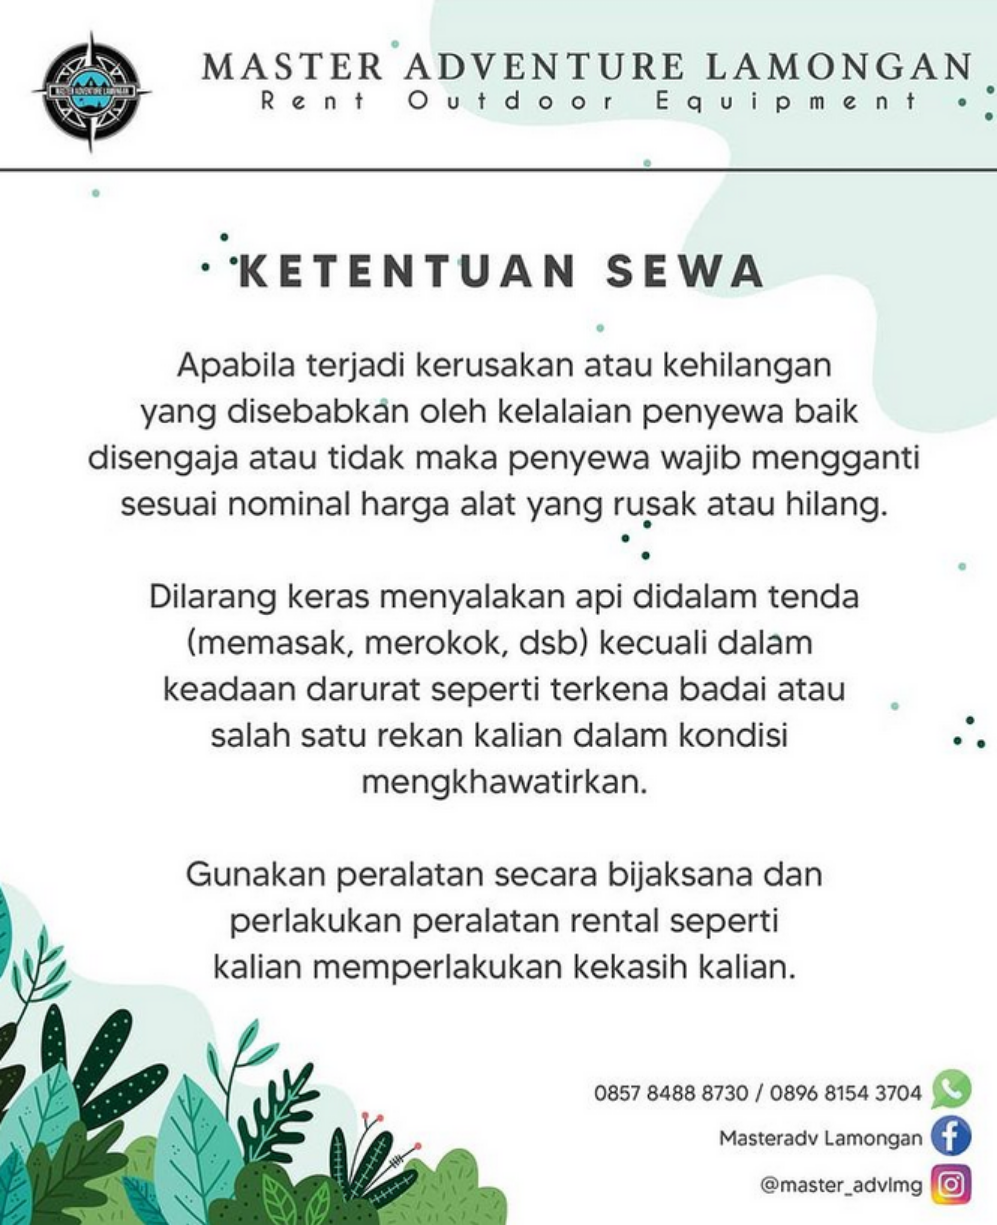 MASTER ADVENTURE LAMONGAN
MASTER ADVENTURE LAMONGAN
Rent Outdoor Equipment
KETENTUAN SEWA
Apabila terjadi kerusakan atau kehilangan
yang disebabkan oleh kelalaian penyewa baik
disengaja atau tidak maka penyewa wajib mengganti
sesuai nominal harga alat yang rusak atau hilang.
Dilarang keras menyalakan api didalam tenda
(memasak, merokok, dsb) kecuali dalam
keadaan darurat seperti terkena badai atau
salah satu rekan kalian dalam kondisi
mengkhawatirkan.
Gunakan peralatan secara bijaksana dan
perlakukan peralatan rental seperti
kalian memperlakukan kekasih kalian.
0857 8488 8730 / 0896 8154 3704
Masteradv Lamongan
@master_advlmg